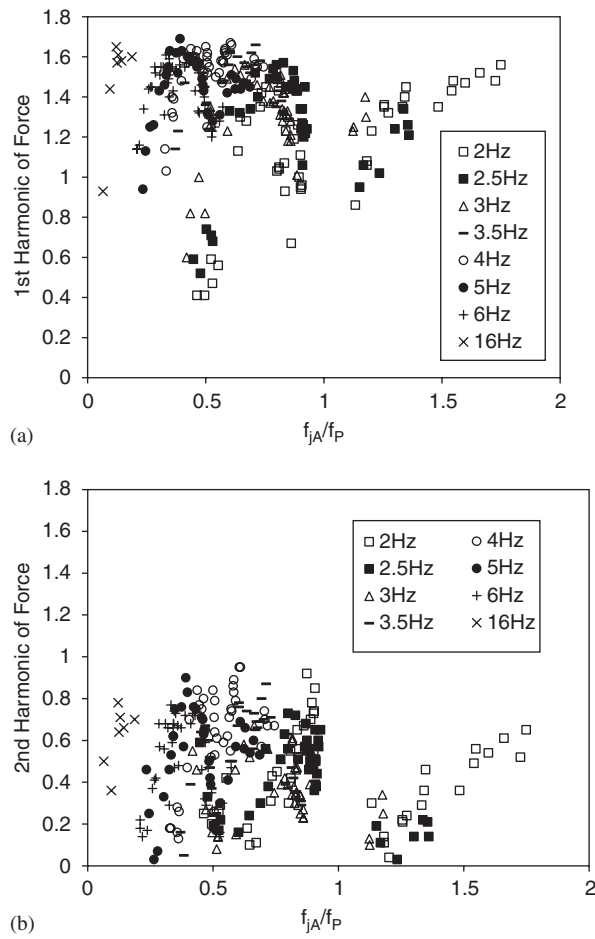 1.8
1.6
1.4
1.2
1
0.8
0.6
0.4
0.2
0
1st Harmonic of Force
2Hz
2.5Hz
3Hz
3.5Hz
4Hz
5Hz
6Hz
16Hz
0 0.5 1 1.5 2
(a) f_jA/f_P
1.8
1.6
1.4
1.2
1
0.8
0.6
0.4
0.2
0
2nd Harmonic of Force
2Hz 4Hz
2.5Hz 5Hz
3Hz 6Hz
3.5Hz 16Hz
0 0.5 1 1.5 2
(b) f_jA/f_P